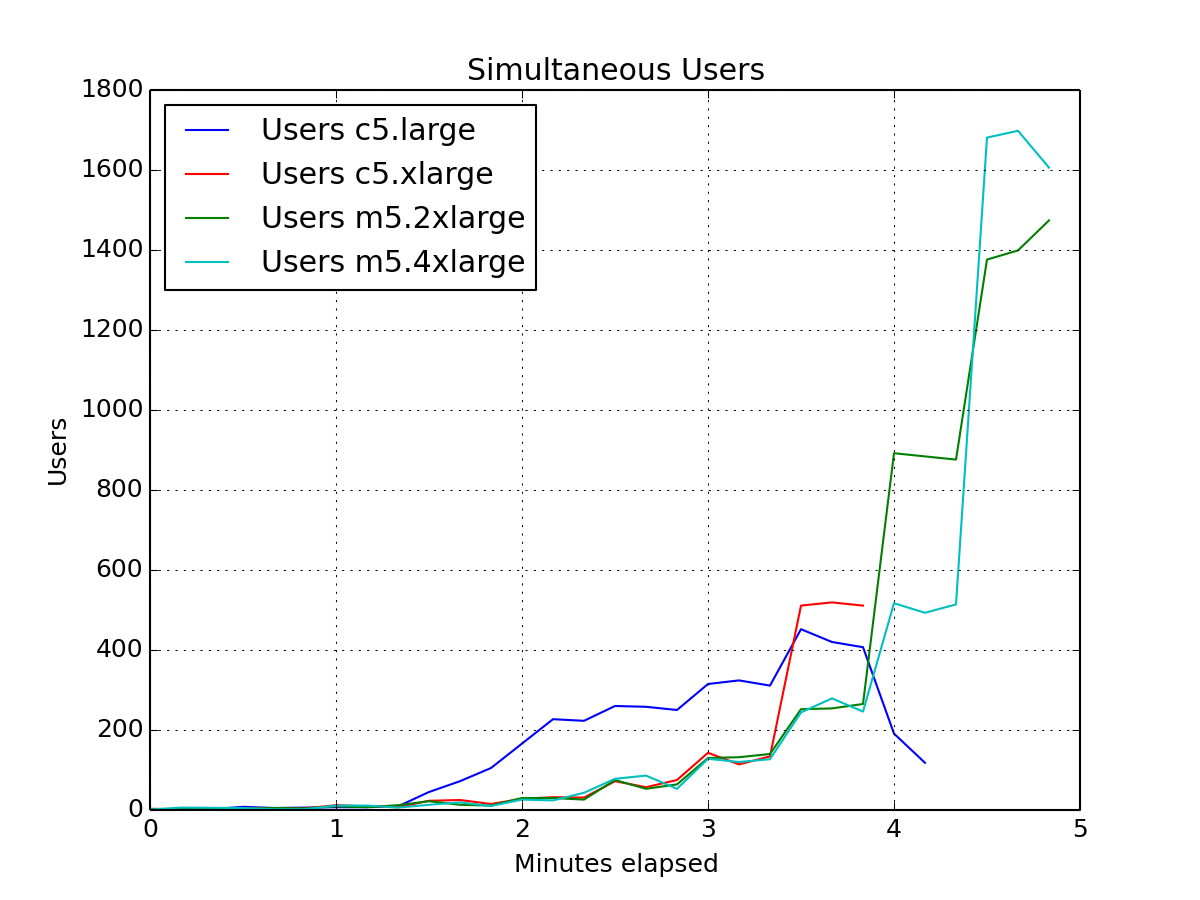 Simultaneous Users
1800
1600
1400
1200
1000
800
600
400
200
0
Users
Users c5.large
Users c5.xlarge
Users m5.2xlarge
Users m5.4xlarge
0 1 2 3 4 5
Minutes elapsed